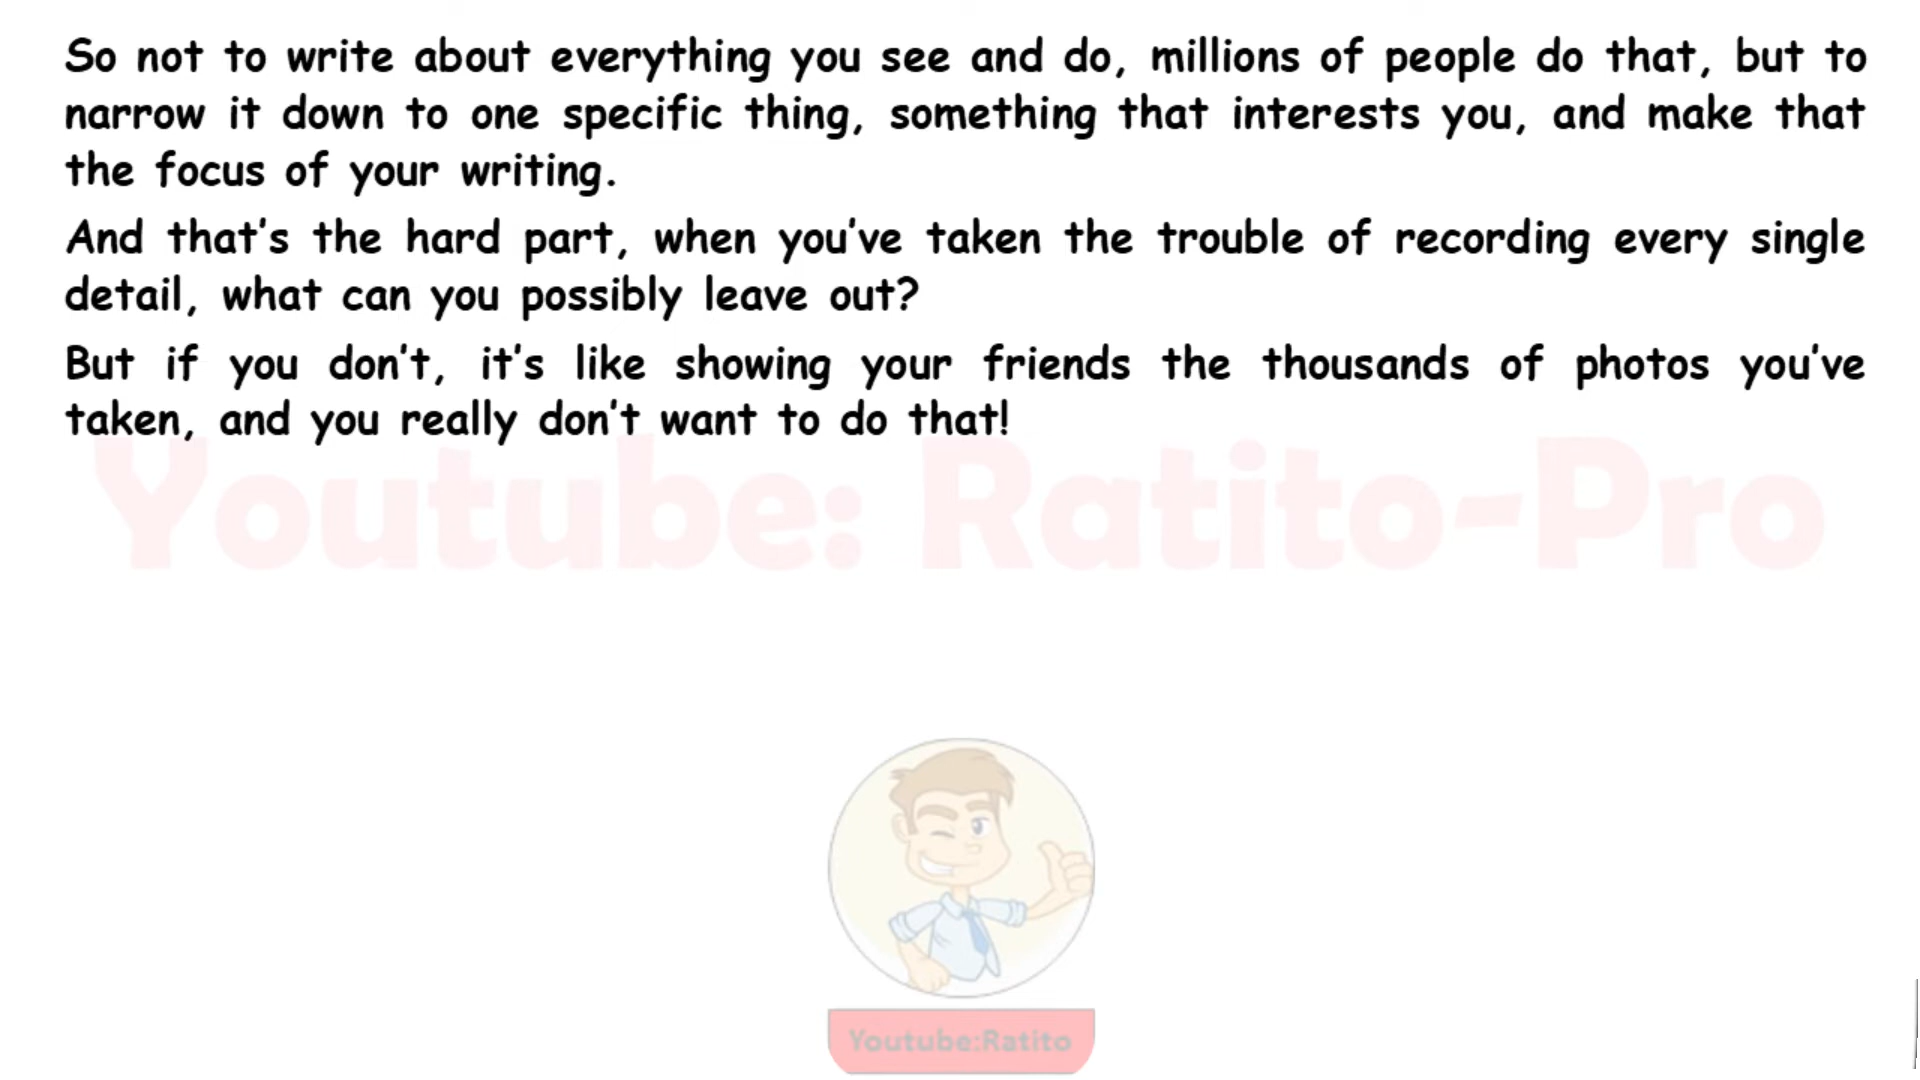 So not to write about everything you see and do, millions of people do that, but to
narrow it down to one specific thing, something that interests you, and make that
the focus of your writing.
And that's the hard part, when you've taken the trouble of recording every single
detail, what can you possibly leave out?
But if you don't, it's like showing your friends the thousands of photos you've
taken, and you really don't want to do that!
Youtube: Ratito-Pro
Youtube:Ratito